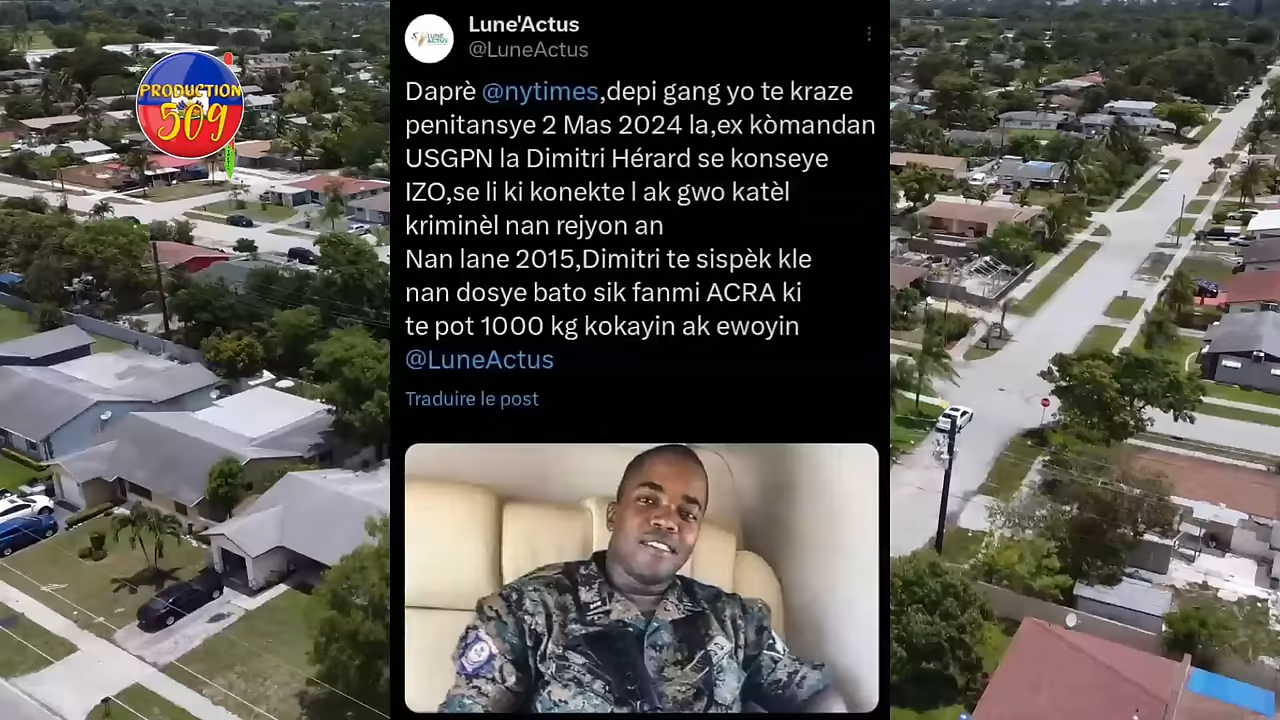 PRODUCTION
509
Lune'Actus
@LuneActus
Daprè @nytimes,depi gang yo te kraze
penitansye 2 Mas 2024 la,ex kòmandan
USGPN la Dimitri Hérard se konseye
IZO,se li ki konekte l ak gwo katèl
kriminèl nan rejyon an
Nan lane 2015,Dimitri te sispèk kle
nan dosye bato sik fanmi ACRA ki
te pot 1000 kg kokayin ak ewoyin
@LuneActus
Traduire le post